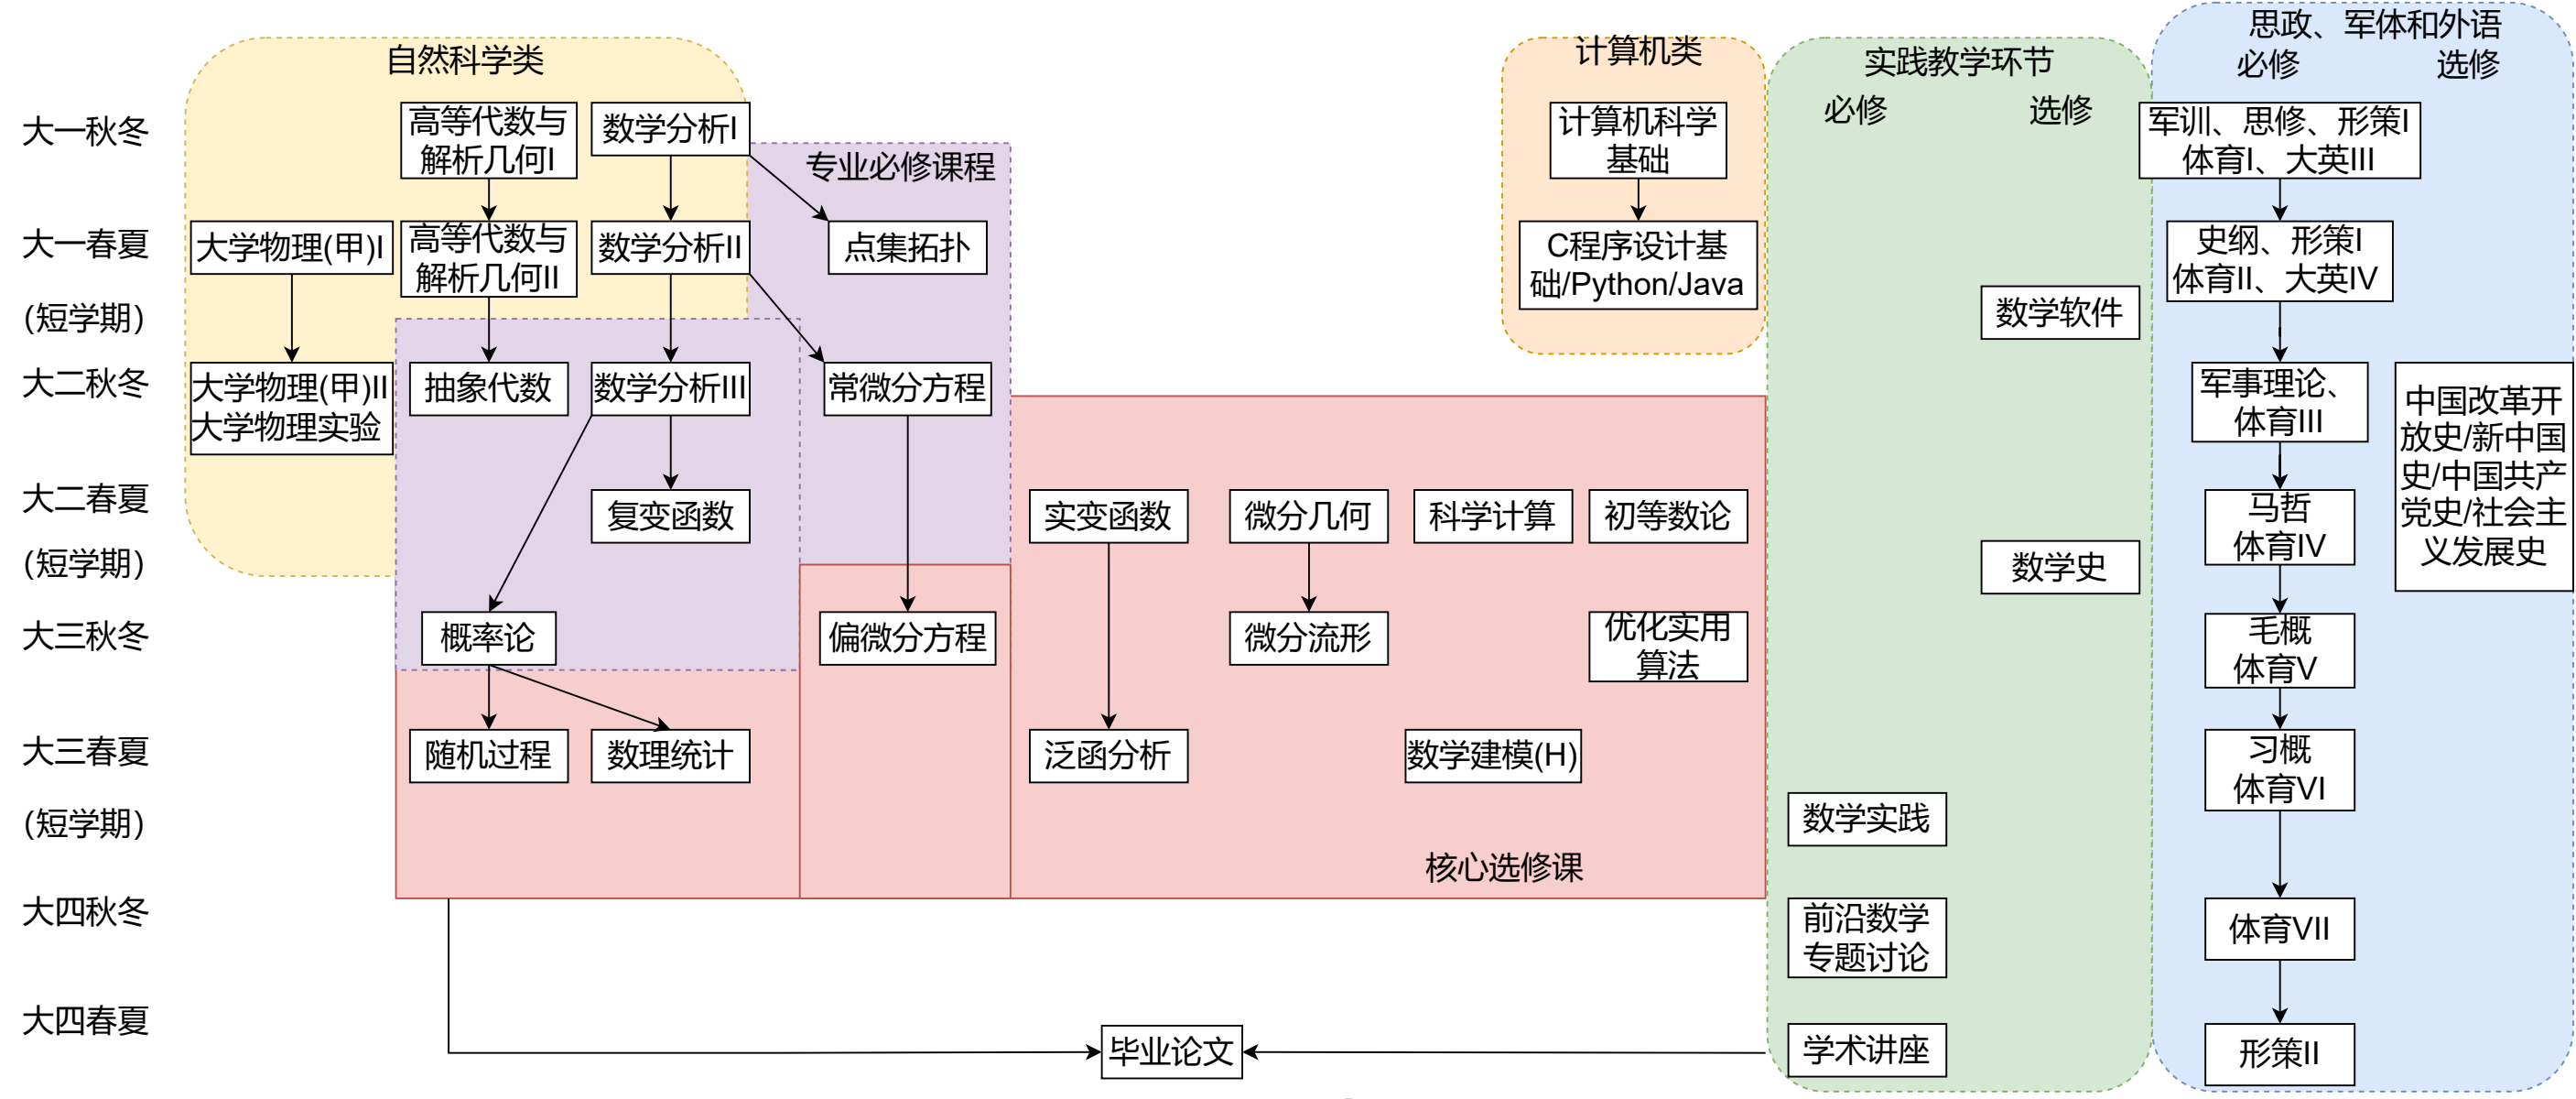 思政、军体和外语
必修
选修
自然科学类
计算机类
实践教学环节
必修
选修
大一秋冬
高等代数与
解析几何I
数学分析I
计算机科学
基础
军训、思修、形策I
体育I、大英III
专业必修课程
大一春夏
大学物理(甲)I
高等代数与
解析几何II
数学分析II
点集拓扑
C程序设计基
础/Python/Java
史纲、形策I
体育II、大英IV
(短学期)
数学软件
大二秋冬
大学物理(甲)II
大学物理实验
抽象代数
数学分析III
常微分方程
军事理论、
体育III
中国改革开
放史/新中国
史/中国共产
党史/社会主
义发展史
大二春夏
复变函数
实变函数
微分几何
科学计算
初等数论
马哲
体育IV
(短学期)
数学史
大三秋冬
概率论
偏微分方程
微分流形
优化实用
算法
毛概
体育V
大三春夏
随机过程
数理统计
泛函分析
数学建模(H)
习概
体育VI
(短学期)
数学实践
核心选修课
大四秋冬
前沿数学
专题讨论
体育VII
大四春夏
毕业论文
学术讲座
形策II